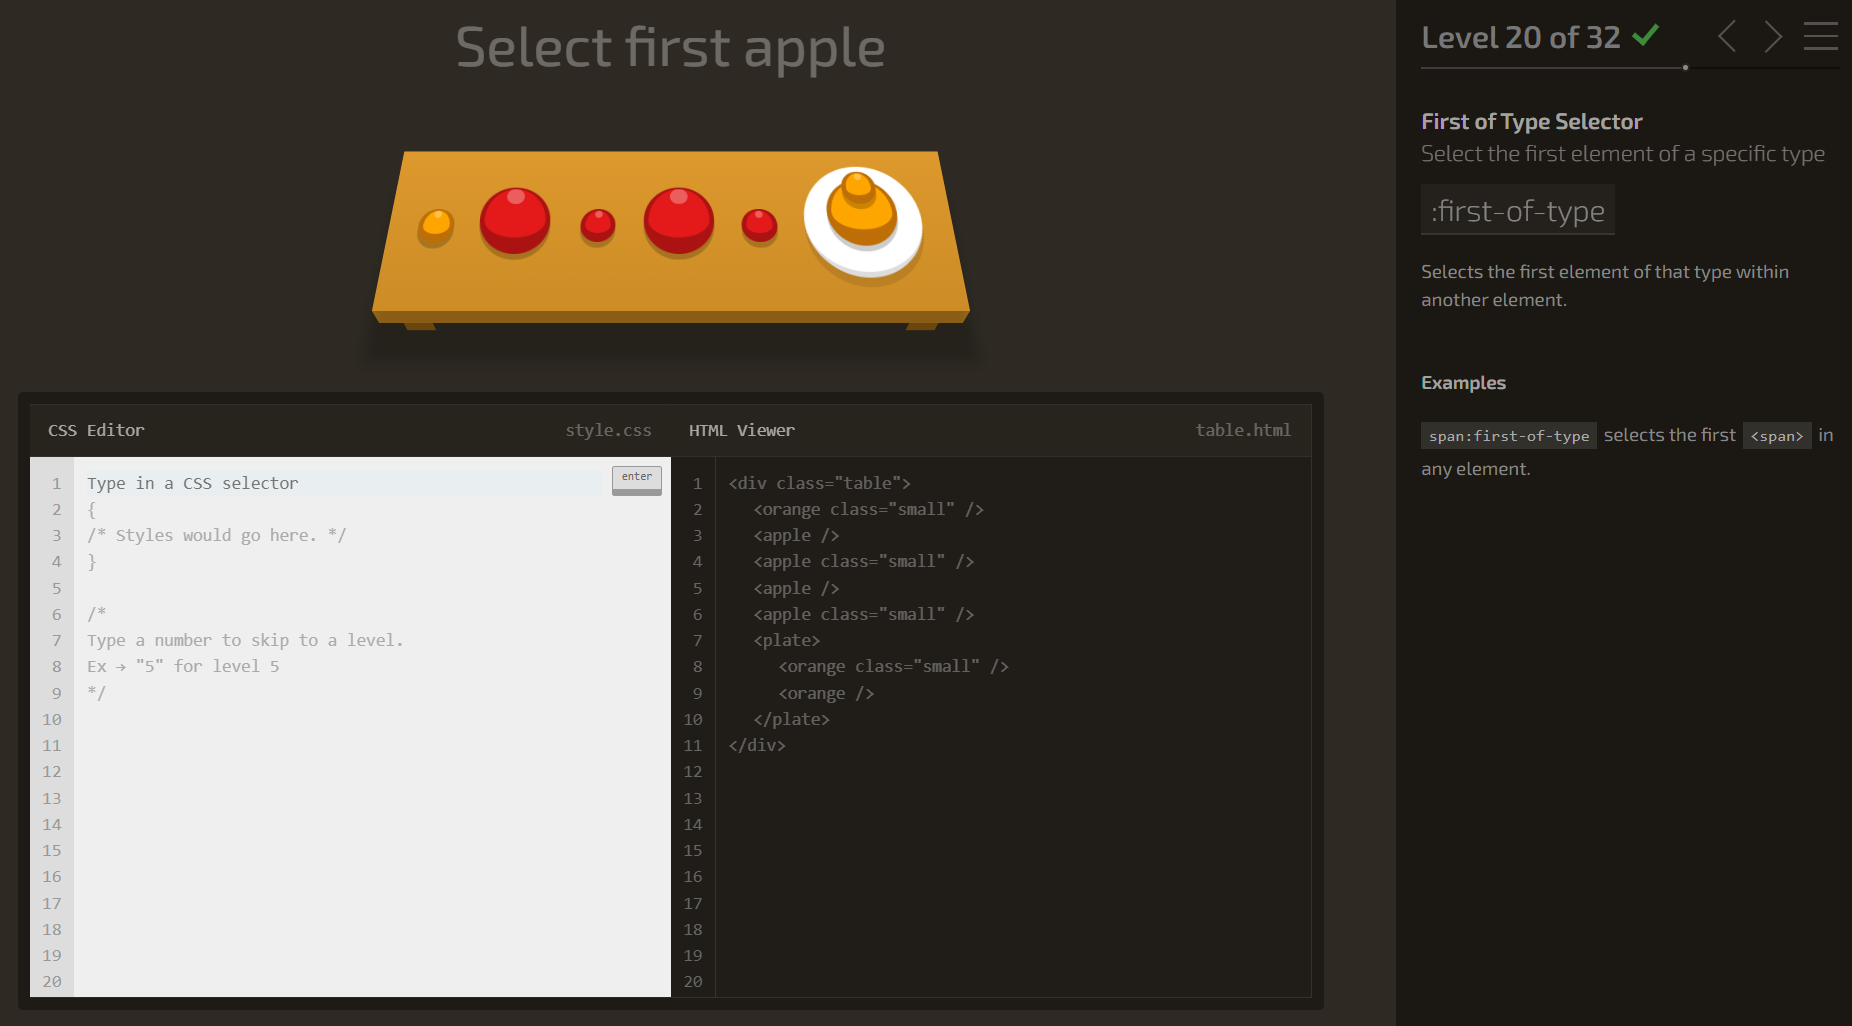 Select first apple
Level 20 of 32
First of Type Selector
Select the first element of a specific type
:first-of-type
Selects the first element of that type within
another element.
Examples
span:first-of-type selects the first <span> in
any element.
CSS Editor style.css
1 Type in a CSS selector enter
2 {
3 /* Styles would go here. */
4 }
5
6 /*
7 Type a number to skip to a level.
8 Ex → "5" for level 5
9 */
10
11
12
13
14
15
16
17
18
19
20
HTML Viewer table.html
1 <div class="table">
2 <orange class="small" />
3 <apple />
4 <apple class="small" />
5 <apple />
6 <apple class="small" />
7 <plate>
8 <orange class="small" />
9 <orange />
10 </plate>
11 </div>
12
13
14
15
16
17
18
19
20